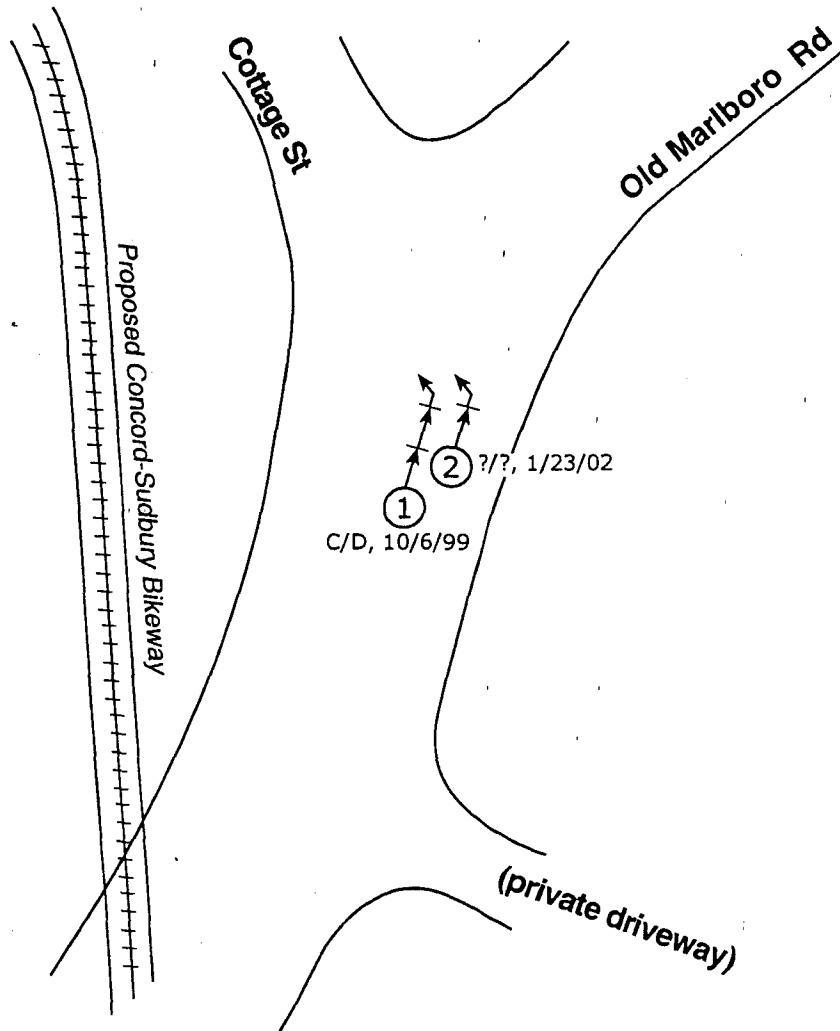 Cottage St
Old Marlboro Rd
Proposed Concord-Sudbury Bikeway
2 ?/?, 1/23/02
1
C/D, 10/6/99
(private driveway)